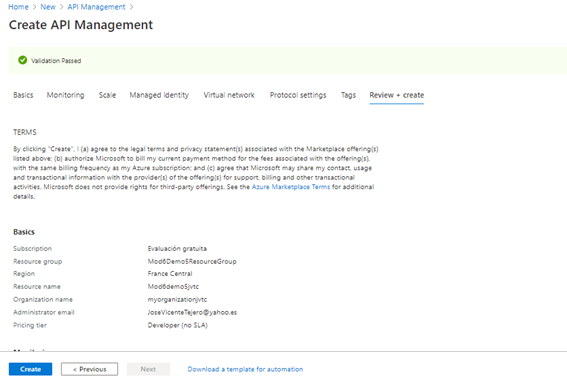 Home > New > API Management >
Create API Management
Validation Passed
Basics Monitoring Scale Managed identity Virtual network Protocol settings Tags Review + create
TERMS
By clicking "Create", I (a) agree to the legal terms and privacy statement(s) associated with the Marketplace offering(s)
listed above; (b) authorize Microsoft to bill my current payment method for the fees associated with the offering(s),
with the same billing frequency as my Azure subscription; and (c) agree that Microsoft may share my contact, usage
and transactional information with the provider(s) of the offering(s) for support, billing and other transactional
activities. Microsoft does not provide rights for third-party offerings. See the Azure Marketplace Terms for additional
details.
Basics
Subscription Evaluación gratuita
Resource group Mod6Demo5ResourceGroup
Region France Central
Resource name Mod6demo5jvtc
Organization name myorganizationjvtc
Administrator email JoseVicenteTejero@yahoo.es
Pricing tier Developer (no SLA)
Create < Previous Next Download a template for automation